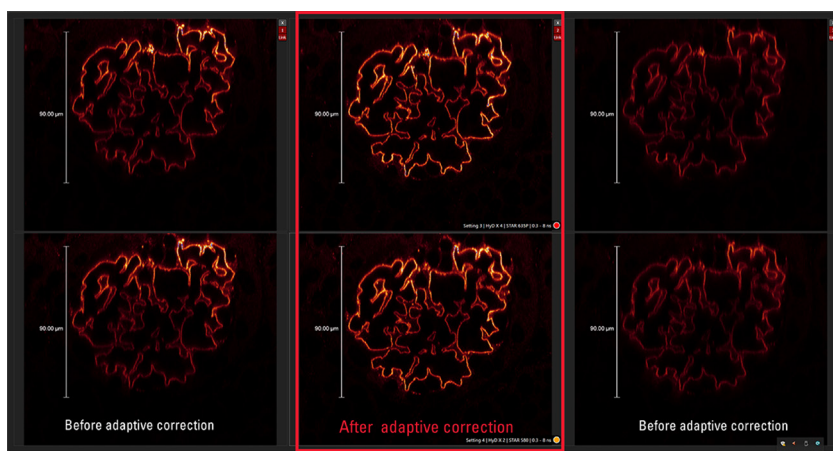 90.00 µm
90.00 µm
90.00 µm
Setting 3 | HyD X 4 | STAR 635P | 0.3 - 8 ns
90.00 µm
90.00 µm
90.00 µm
Before adaptive correction
After adaptive correction
Before adaptive correction
Setting 4 | HyD X 2 | STAR 580 | 0.3 - 8 ns